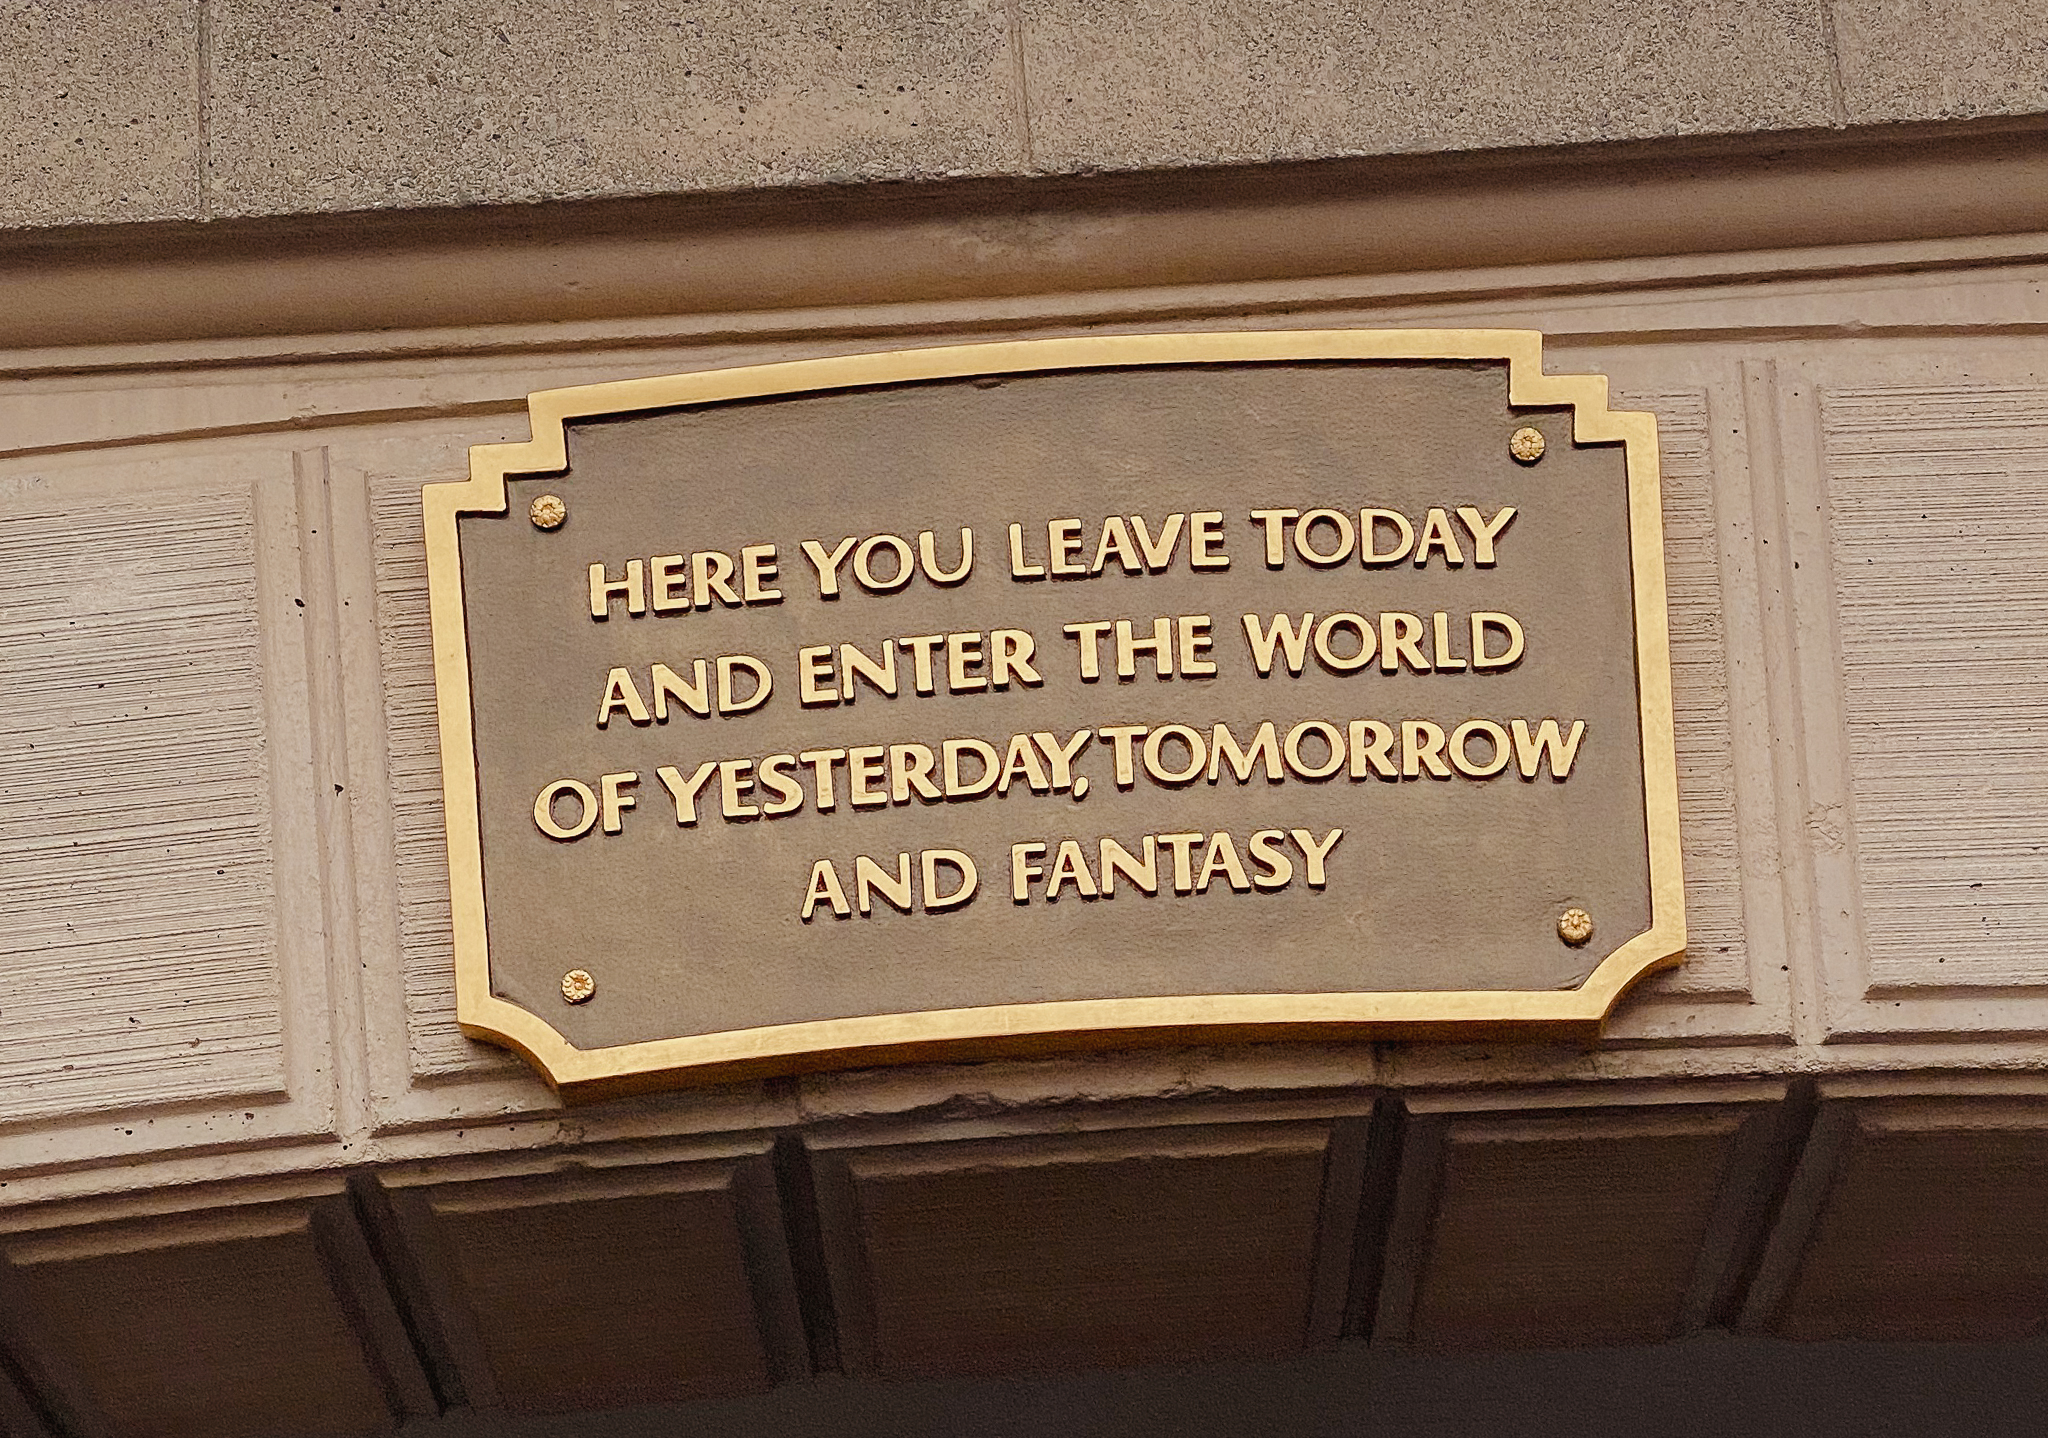 HERE YOU LEAVE TODAY
AND ENTER THE WORLD
OF YESTERDAY, TOMORROW
AND FANTASY